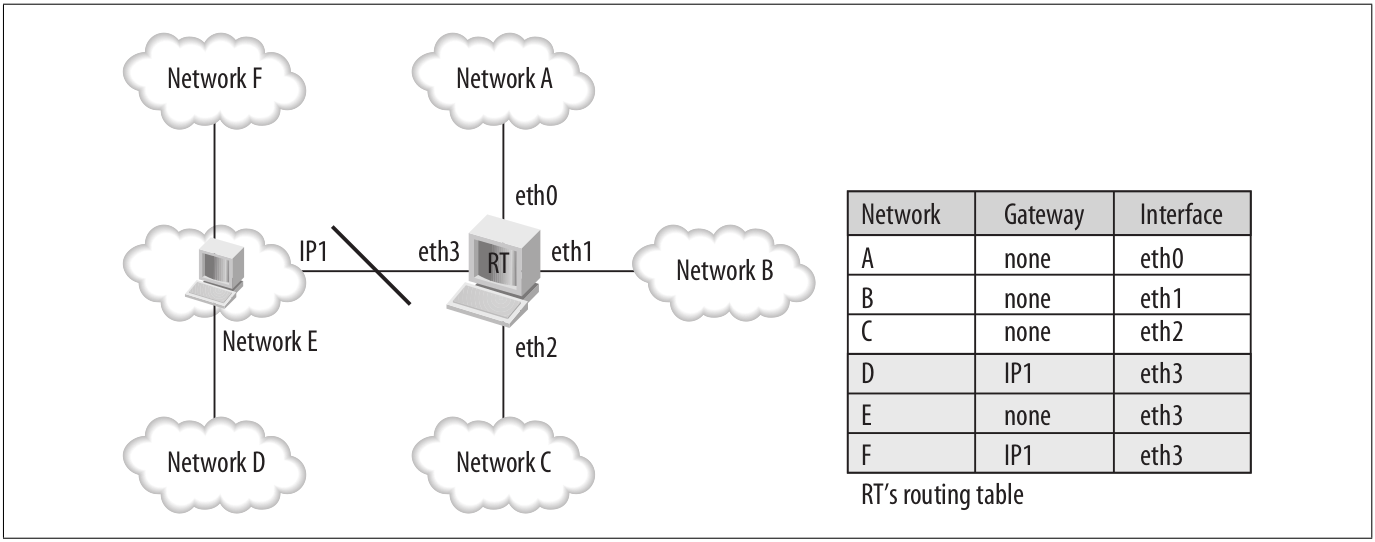 Network F
Network A
eth0
IP1
eth3
RT
eth1
Network B
Network E
eth2
Network D
Network C
Network Gateway Interface
A none eth0
B none eth1
C none eth2
D IP1 eth3
E none eth3
F IP1 eth3
RT’s routing table